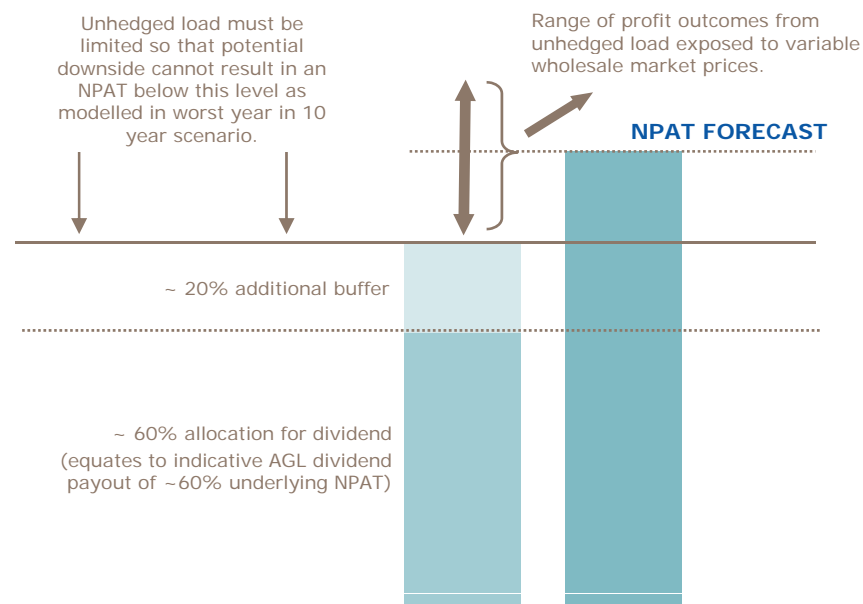 Unhedged load must be
limited so that potential
downside cannot result in an
NPAT below this level as
modelled in worst year in 10
year scenario.
Range of profit outcomes from
unhedged load exposed to variable
wholesale market prices.
NPAT FORECAST
~ 20% additional buffer
~ 60% allocation for dividend
(equates to indicative AGL dividend
payout of ~60% underlying NPAT)